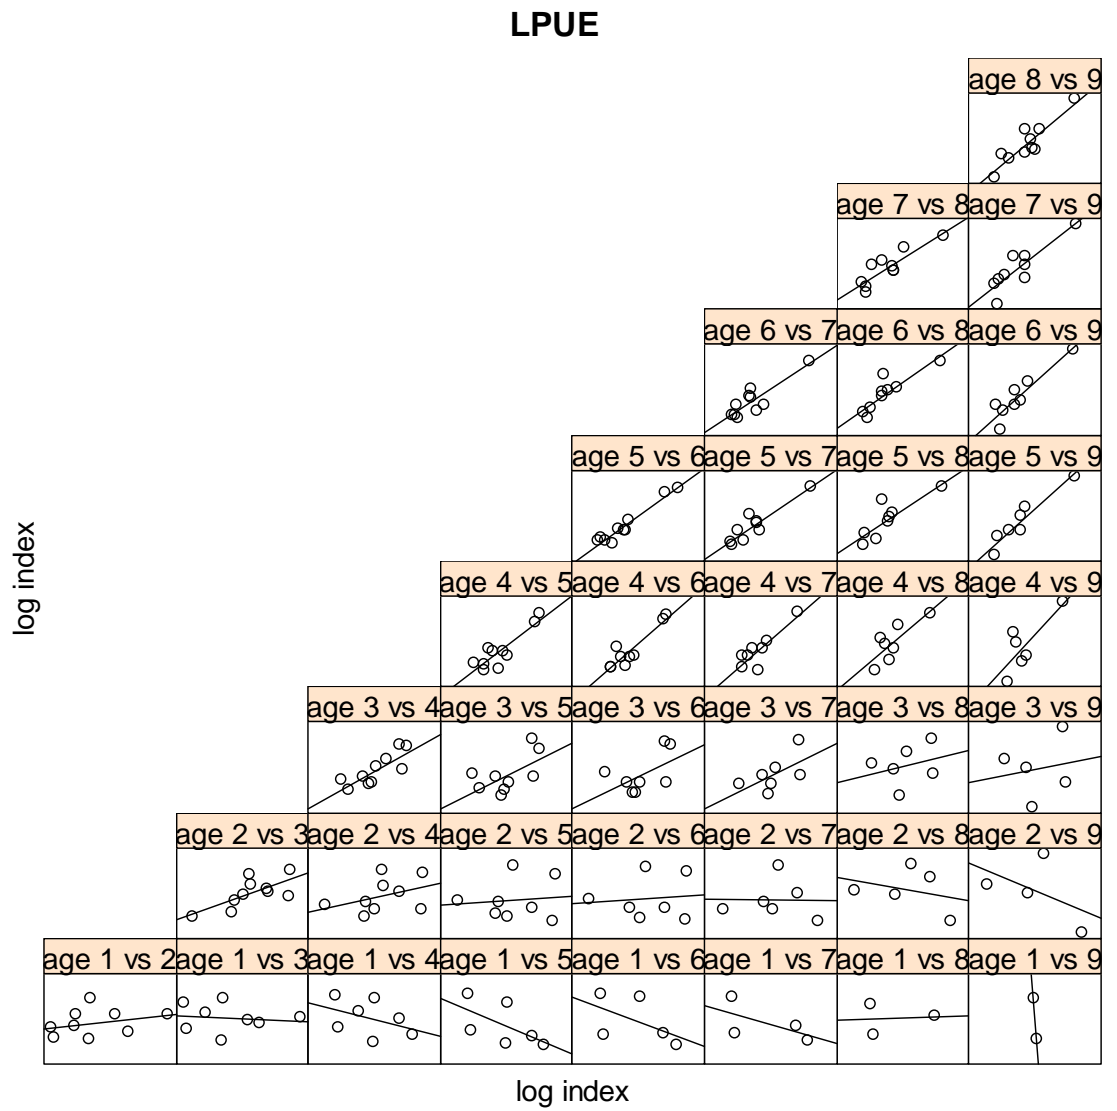 LPUE
age 8 vs 9
age 7 vs 8 age 7 vs 9
age 6 vs 7 age 6 vs 8 age 6 vs 9
age 5 vs 6 age 5 vs 7 age 5 vs 8 age 5 vs 9
age 4 vs 5 age 4 vs 6 age 4 vs 7 age 4 vs 8 age 4 vs 9
age 3 vs 4 age 3 vs 5 age 3 vs 6 age 3 vs 7 age 3 vs 8 age 3 vs 9
age 2 vs 3 age 2 vs 4 age 2 vs 5 age 2 vs 6 age 2 vs 7 age 2 vs 8 age 2 vs 9
age 1 vs 2 age 1 vs 3 age 1 vs 4 age 1 vs 5 age 1 vs 6 age 1 vs 7 age 1 vs 8 age 1 vs 9
log index
log index